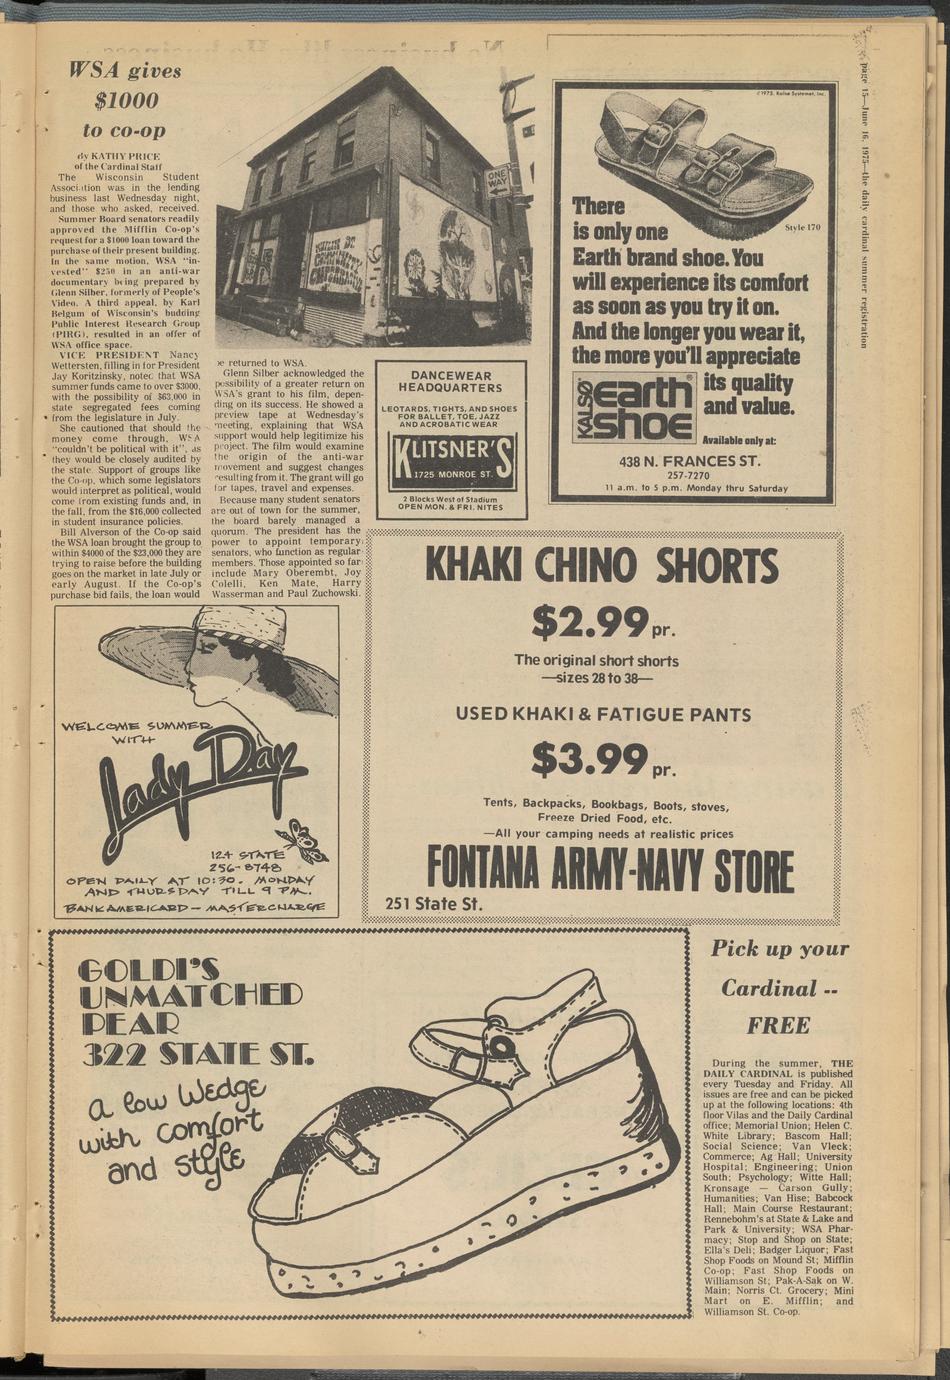 page 15—June 16, 1975—the daily cardinal summer registration
WSA gives
$1000
to co-op
By KATHY PRICE
of the Cardinal Staff
The Wisconsin Student
Association was in the lending
business last Wednesday night,
and those who asked, received.
Summer Board senators readily
approved the Mifflin Co-op's
request for a $1000 loan toward the
purchase of their present building.
In the same motion, WSA "in-
vested" $250 in an anti-war
documentary being prepared by
Glenn Silber, formerly of People's
Video. A third appeal, by Karl
Belgum of Wisconsin's budding
Public Interest Research Group
(PIRG), resulted in an offer of
WSA office space.
VICE PRESIDENT Nancy
Wettersten, filling in for President
Jay Koritzinsky, noted that WSA
summer funds came to over $3000,
with the possibility of $63,000 in
state segregated fees coming
from the legislature in July.
She cautioned that should the
money come through, WSA
"couldn't be political with it", as
they would be closely audited by
the state. Support of groups like
the Co-op, which some legislators
would interpret as political, would
come from existing funds and, in
the fall, from the $16,000 collected
in student insurance policies.
Bill Alverson of the Co-op said
the WSA loan brought the group to
within $4000 of the $23,000 they are
trying to raise before the building
goes on the market in late July or
early August. If the Co-op's
purchase bid fails, the loan would
be returned to WSA.
Glenn Silber acknowledged the
possibility of a greater return on
WSA's grant to his film, depen-
ding on its success. He showed a
preview tape at Wednesday's
meeting, explaining that WSA
support would help legitimize his
project. The film would examine
the origin of the anti-war
movement and suggest changes
resulting from it. The grant will go
for tapes, travel and expenses.
Because many student senators
are out of town for the summer,
the board barely managed a
quorum. The president has the
power to appoint temporary
senators, who function as regular
members. Those appointed so far
include Mary Oberembt, Joy
Colelli, Ken Mate, Harry
Wasserman and Paul Zuchowski.
ONE
WAY
MIFFLIN ST.
COMMUNITY
COOPERATIVE
DANCEWEAR
HEADQUARTERS
LEOTARDS, TIGHTS, AND SHOES
FOR BALLET, TOE, JAZZ
AND ACROBATIC WEAR
KLITSNER'S
1725 MONROE ST.
2 Blocks West of Stadium
OPEN MON. & FRI. NITES
©1975, Kalsø Systemet, Inc.
Style 170
There
is only one
Earth brand shoe. You
will experience its comfort
as soon as you try it on.
And the longer you wear it,
the more you'll appreciate
its quality
and value.
KALSØ earth® shoe
Available only at:
438 N. FRANCES ST.
257-7270
11 a.m. to 5 p.m. Monday thru Saturday
KHAKI CHINO SHORTS
$2.99 pr.
The original short shorts
—sizes 28 to 38—
USED KHAKI & FATIGUE PANTS
$3.99 pr.
Tents, Backpacks, Bookbags, Boots, stoves,
Freeze Dried Food, etc.
—All your camping needs at realistic prices
FONTANA ARMY-NAVY STORE
251 State St.
WELCOME SUMMER
WITH
Lady Day
124 STATE
256-8748
OPEN DAILY AT 10:30. MONDAY
AND THURSDAY TILL 9 PM.
BANKAMERICARD — MASTERCHARGE
GOLDI'S
UNMATCHED
PEAR
322 STATE ST.
a low Wedge
with comfort
and style
Pick up your
Cardinal --
FREE
During the summer, THE
DAILY CARDINAL is published
every Tuesday and Friday. All
issues are free and can be picked
up at the following locations: 4th
floor Vilas and the Daily Cardinal
office; Memorial Union; Helen C.
White Library; Bascom Hall;
Social Science; Van Vleck;
Commerce; Ag Hall; University
Hospital; Engineering; Union
South; Psychology; Witte Hall;
Kronsage — Carson Gully;
Humanities; Van Hise; Babcock
Hall; Main Course Restaurant;
Rennebohm's at State & Lake and
Park & University; WSA Phar-
macy; Stop and Shop on State;
Ella's Deli; Badger Liquor; Fast
Shop Foods on Mound St; Mifflin
Co-op; Fast Shop Foods on
Williamson St; Pak-A-Sak on W.
Main; Norris Ct. Grocery; Mini
Mart on E. Mifflin; and
Williamson St. Co-op.